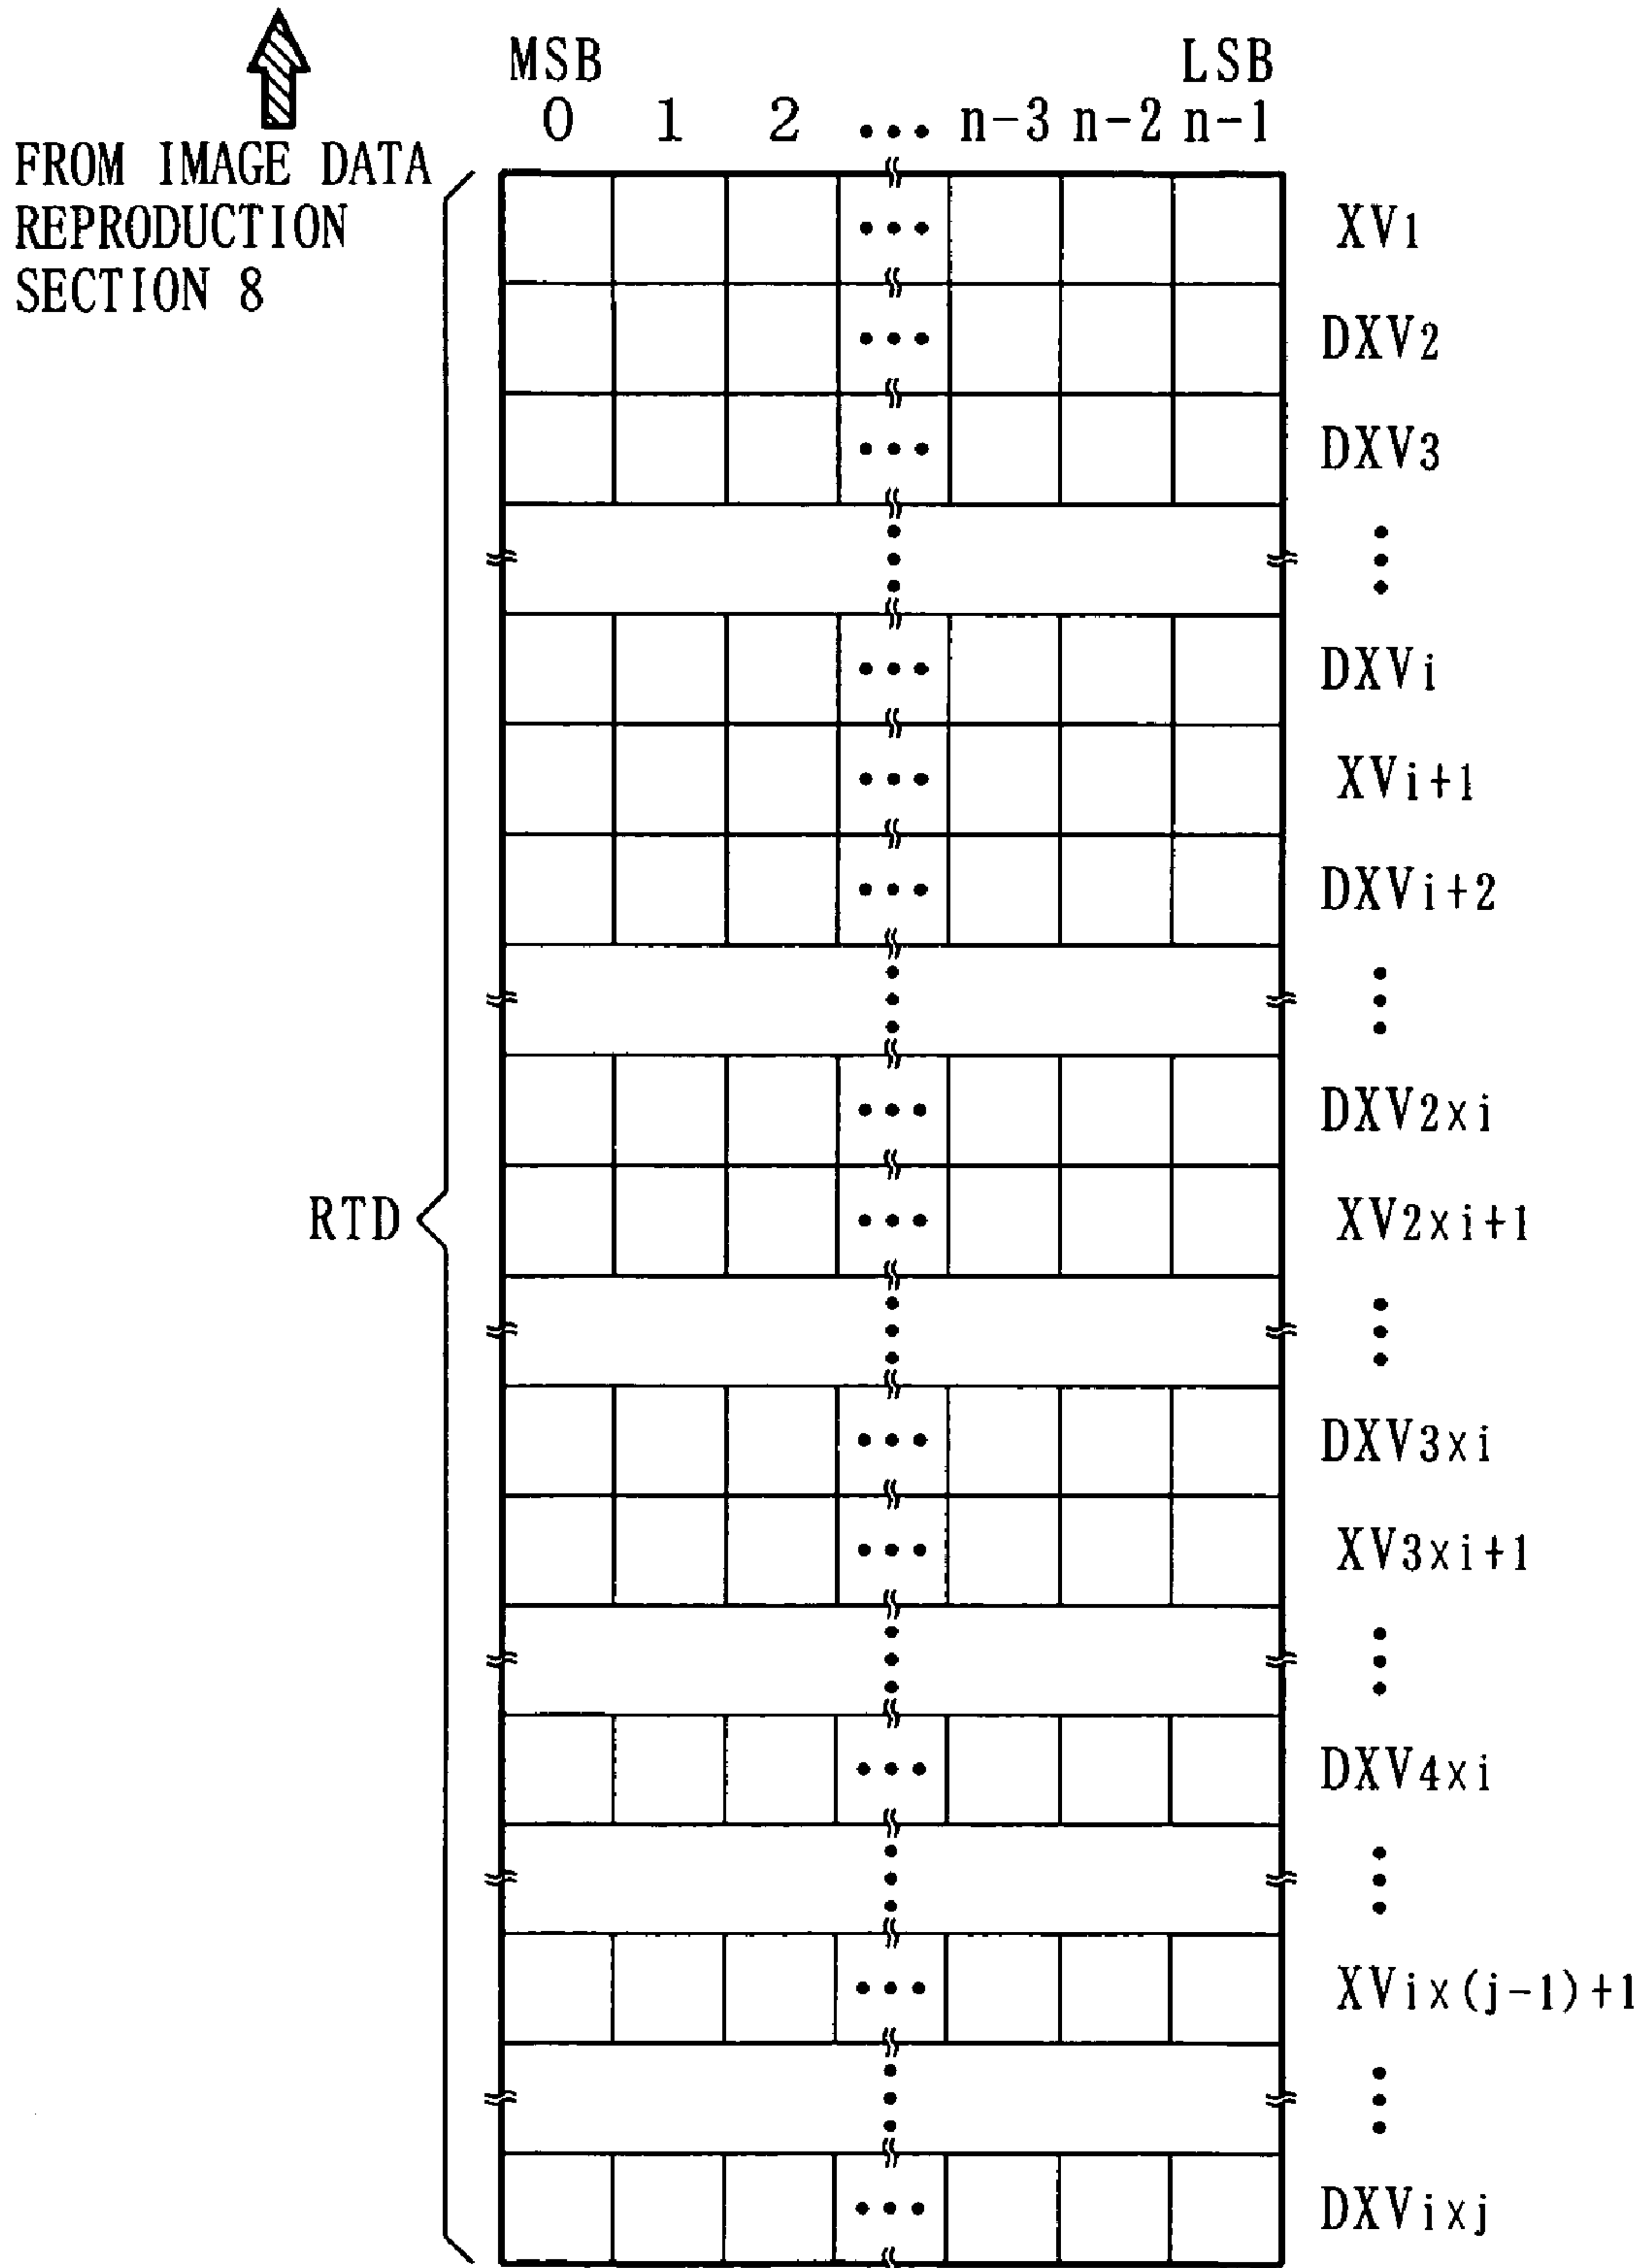 MSB LSB
0 1 2 ... n-3 n-2 n-1
FROM IMAGE DATA
REPRODUCTION
SECTION 8
XV1
...
DXV2
...
DXV3
...
⋮ ⋮
DXVi
...
XVi+1
...
DXVi+2
...
⋮ ⋮
DXV2×i
...
RTD
XV2×i+1
...
⋮ ⋮
DXV3×i
...
XV3×i+1
...
⋮ ⋮
DXV4×i
...
⋮ ⋮
XVi×(j-1)+1
...
⋮ ⋮
DXVi×j
...